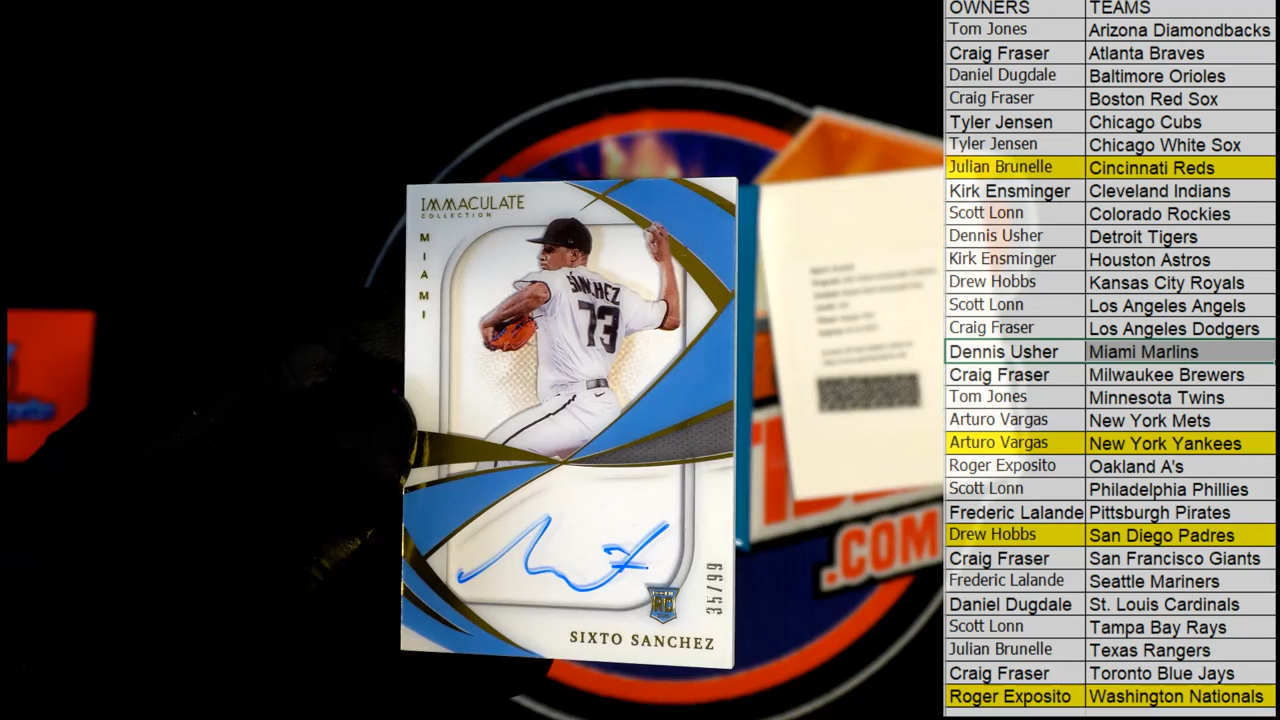 IMMACULATE
COLLECTION
MIAMI
SÁNCHEZ
73
35/99
RC
SIXTO SANCHEZ
.COM
OWNERS TEAMS
Tom Jones Arizona Diamondbacks
Craig Fraser Atlanta Braves
Daniel Dugdale Baltimore Orioles
Craig Fraser Boston Red Sox
Tyler Jensen Chicago Cubs
Tyler Jensen Chicago White Sox
Julian Brunelle Cincinnati Reds
Kirk Ensminger Cleveland Indians
Scott Lonn Colorado Rockies
Dennis Usher Detroit Tigers
Kirk Ensminger Houston Astros
Drew Hobbs Kansas City Royals
Scott Lonn Los Angeles Angels
Craig Fraser Los Angeles Dodgers
Dennis Usher Miami Marlins
Craig Fraser Milwaukee Brewers
Tom Jones Minnesota Twins
Arturo Vargas New York Mets
Arturo Vargas New York Yankees
Roger Exposito Oakland A's
Scott Lonn Philadelphia Phillies
Frederic Lalande Pittsburgh Pirates
Drew Hobbs San Diego Padres
Craig Fraser San Francisco Giants
Frederic Lalande Seattle Mariners
Daniel Dugdale St. Louis Cardinals
Scott Lonn Tampa Bay Rays
Julian Brunelle Texas Rangers
Craig Fraser Toronto Blue Jays
Roger Exposito Washington Nationals